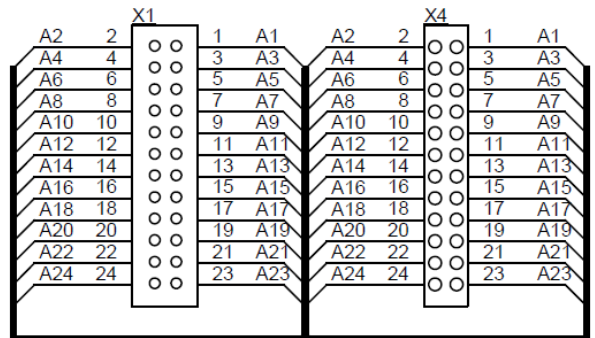 X1 X4
A2 2 1 A1 A2 2 1 A1
A4 4 3 A3 A4 4 3 A3
A6 6 5 A5 A6 6 5 A5
A8 8 7 A7 A8 8 7 A7
A10 10 9 A9 A10 10 9 A9
A12 12 11 A11 A12 12 11 A11
A14 14 13 A13 A14 14 13 A13
A16 16 15 A15 A16 16 15 A15
A18 18 17 A17 A18 18 17 A17
A20 20 19 A19 A20 20 19 A19
A22 22 21 A21 A22 22 21 A21
A24 24 23 A23 A24 24 23 A23